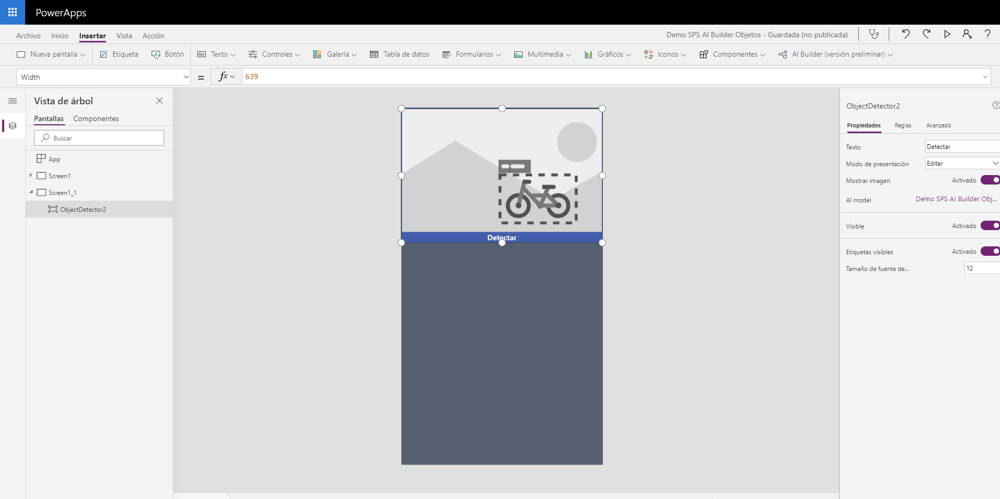 PowerApps
Archivo Inicio Insertar Vista Acción
Demo SPS AI Builder Objetos - Guardada (no publicada)
Nueva pantalla Etiqueta Botón Abc Texto Controles Galería Tabla de datos Formularios Multimedia Gráficos Iconos Componentes AI Builder (versión preliminar)
Width = fx 639
Vista de árbol
Pantallas Componentes
Buscar
App
Screen1
Screen1_1
ObjectDetector2
Detectar
ObjectDetector2
Propiedades Reglas Avanzado
Texto Detectar
Modo de presentación Editar
Mostrar imagen Activado
AI model Demo SPS AI Builder Obj...
Visible Activado
Etiquetas visibles Activado
Tamaño de fuente de... 12